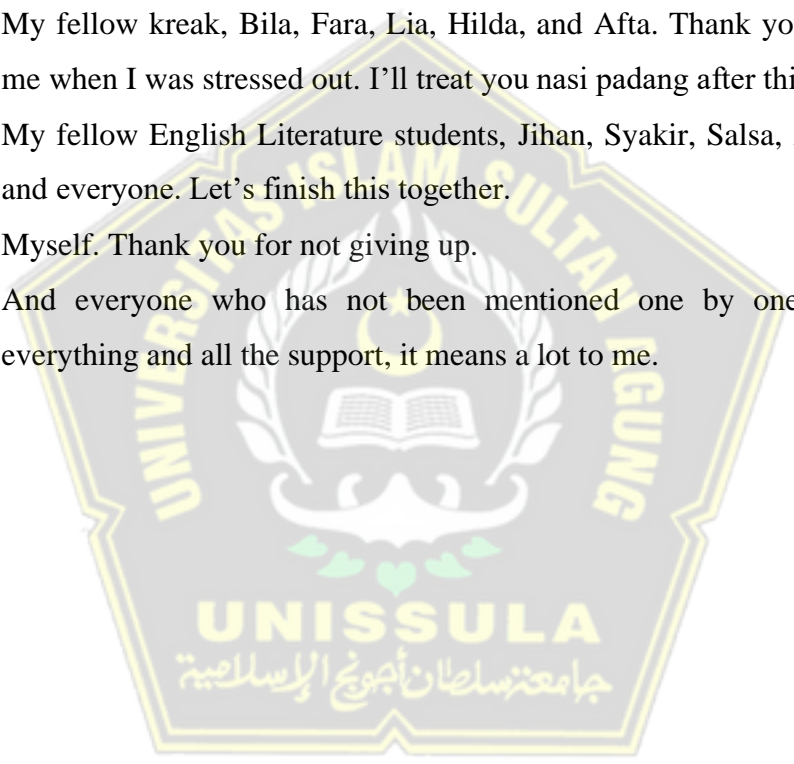 My fellow kreak, Bila, Fara, Lia, Hilda, and Afta. Thank yo
me when I was stressed out. I’ll treat you nasi padang after thi
My fellow English Literature students, Jihan, Syakir, Salsa,
and everyone. Let’s finish this together.
Myself. Thank you for not giving up.
And everyone who has not been mentioned one by one
everything and all the support, it means a lot to me.
UNIVERSITAS ISLAM SULTAN AGUNG
UNISSULA
جامعة سلطان أجونج الإسلامية